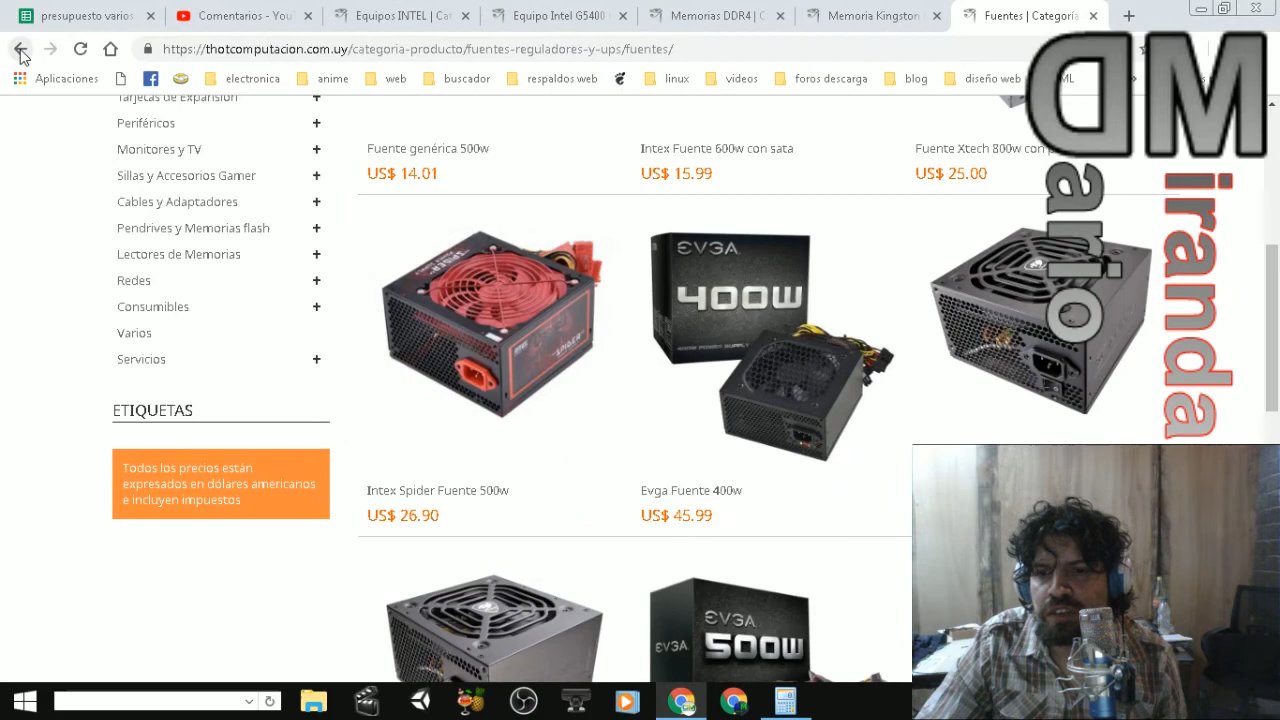 presupuesto varios
Comentarios - You
Equipos INTEL | Ca
Equipo Intel G5400
Memorias DDR4 | C
Memoria Kingston
Fuentes | Categoría
https://thotcomputacion.com.uy/categoria-producto/fuentes-reguladores-y-ups/fuentes/
Aplicaciones
electronica
anime
web
buscador
respaldos web
linux
videos
foros descarga
blog
diseño web
Tarjetas de Expansión
Periféricos
Monitores y TV
Sillas y Accesorios Gamer
Cables y Adaptadores
Pendrives y Memorias flash
Lectores de Memorias
Redes
Consumibles
Varios
Servicios
ETIQUETAS
Todos los precios están
expresados en dólares americanos
e incluyen impuestos
Fuente genérica 500w
US$ 14.01
Intex Fuente 600w con sata
US$ 15.99
Fuente Xtech 800w con
US$ 25.00
SPIDER
EVGA
400W
Intex Spider Fuente 500w
US$ 26.90
Evga Fuente 400w
US$ 45.99
EVGA
EVGA
500W
Dario
Miranda